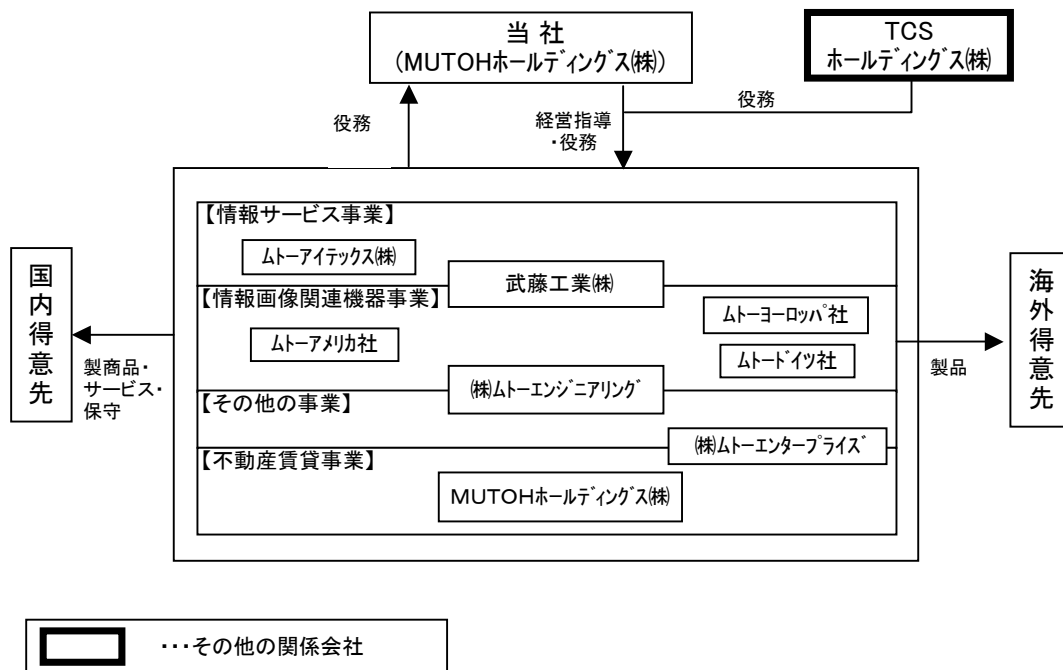 当 社
(MUTOHホールディングス㈱)
TCS
ホールディングス㈱
役務
役務
経営指導
・役務
【情報サービス事業】
ムトーアイテックス㈱
武藤工業㈱
【情報画像関連機器事業】
ムトーヨーロッパ社
ムトーアメリカ社
ムトードイツ社
㈱ムトーエンジニアリング
【その他の事業】
㈱ムトーエンタープライズ
【不動産賃貸事業】
MUTOHホールディングス㈱
国内得意先
製商品・
サービス・
保守
製品
海外得意先
・・・その他の関係会社